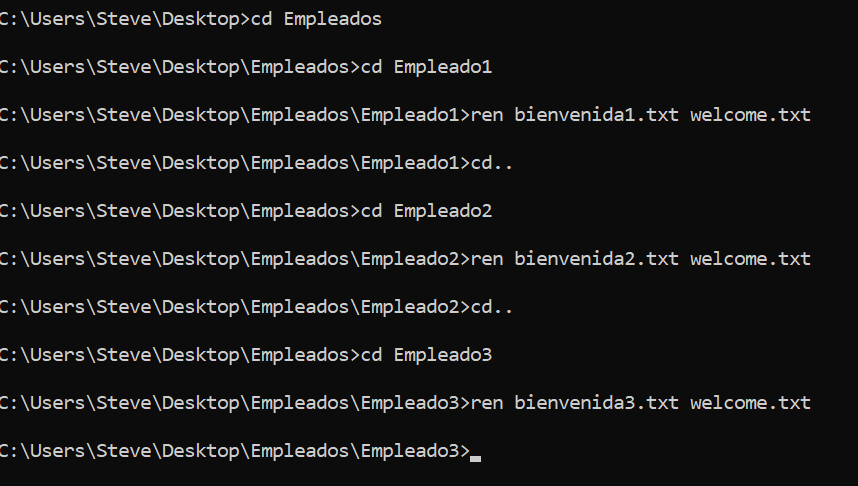 C:\Users\Steve\Desktop>cd Empleados
C:\Users\Steve\Desktop\Empleados>cd Empleado1
C:\Users\Steve\Desktop\Empleados\Empleado1>ren bienvenida1.txt welcome.txt
C:\Users\Steve\Desktop\Empleados\Empleado1>cd..
C:\Users\Steve\Desktop\Empleados>cd Empleado2
C:\Users\Steve\Desktop\Empleados\Empleado2>ren bienvenida2.txt welcome.txt
C:\Users\Steve\Desktop\Empleados\Empleado2>cd..
C:\Users\Steve\Desktop\Empleados>cd Empleado3
C:\Users\Steve\Desktop\Empleados\Empleado3>ren bienvenida3.txt welcome.txt
C:\Users\Steve\Desktop\Empleados\Empleado3>